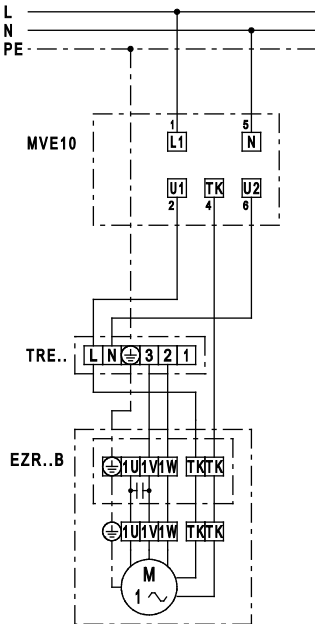 L
N
PE
1 5
MVE10 L1 N
U1 TK U2
2 4 6
TRE.. L N 3 2 1
EZR..B 1U 1V 1W TK TK
1U 1V 1W TK TK
M
1